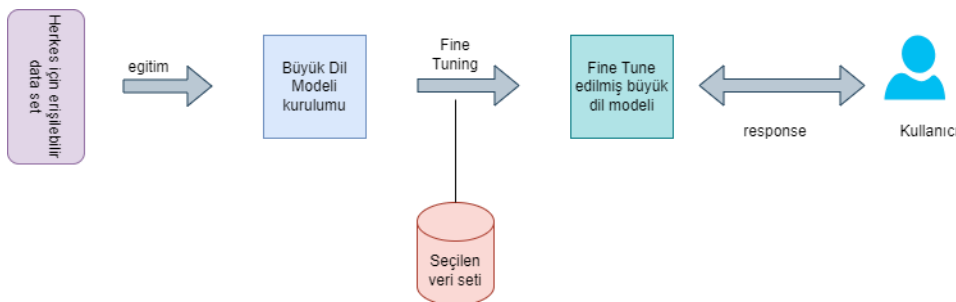 Herkes için erişilebilir
data set
egitim
Büyük Dil
Modeli
kurulumu
Fine
Tuning
Seçilen
veri seti
Fine Tune
edilmiş büyük
dil modeli
response
Kullanıcı